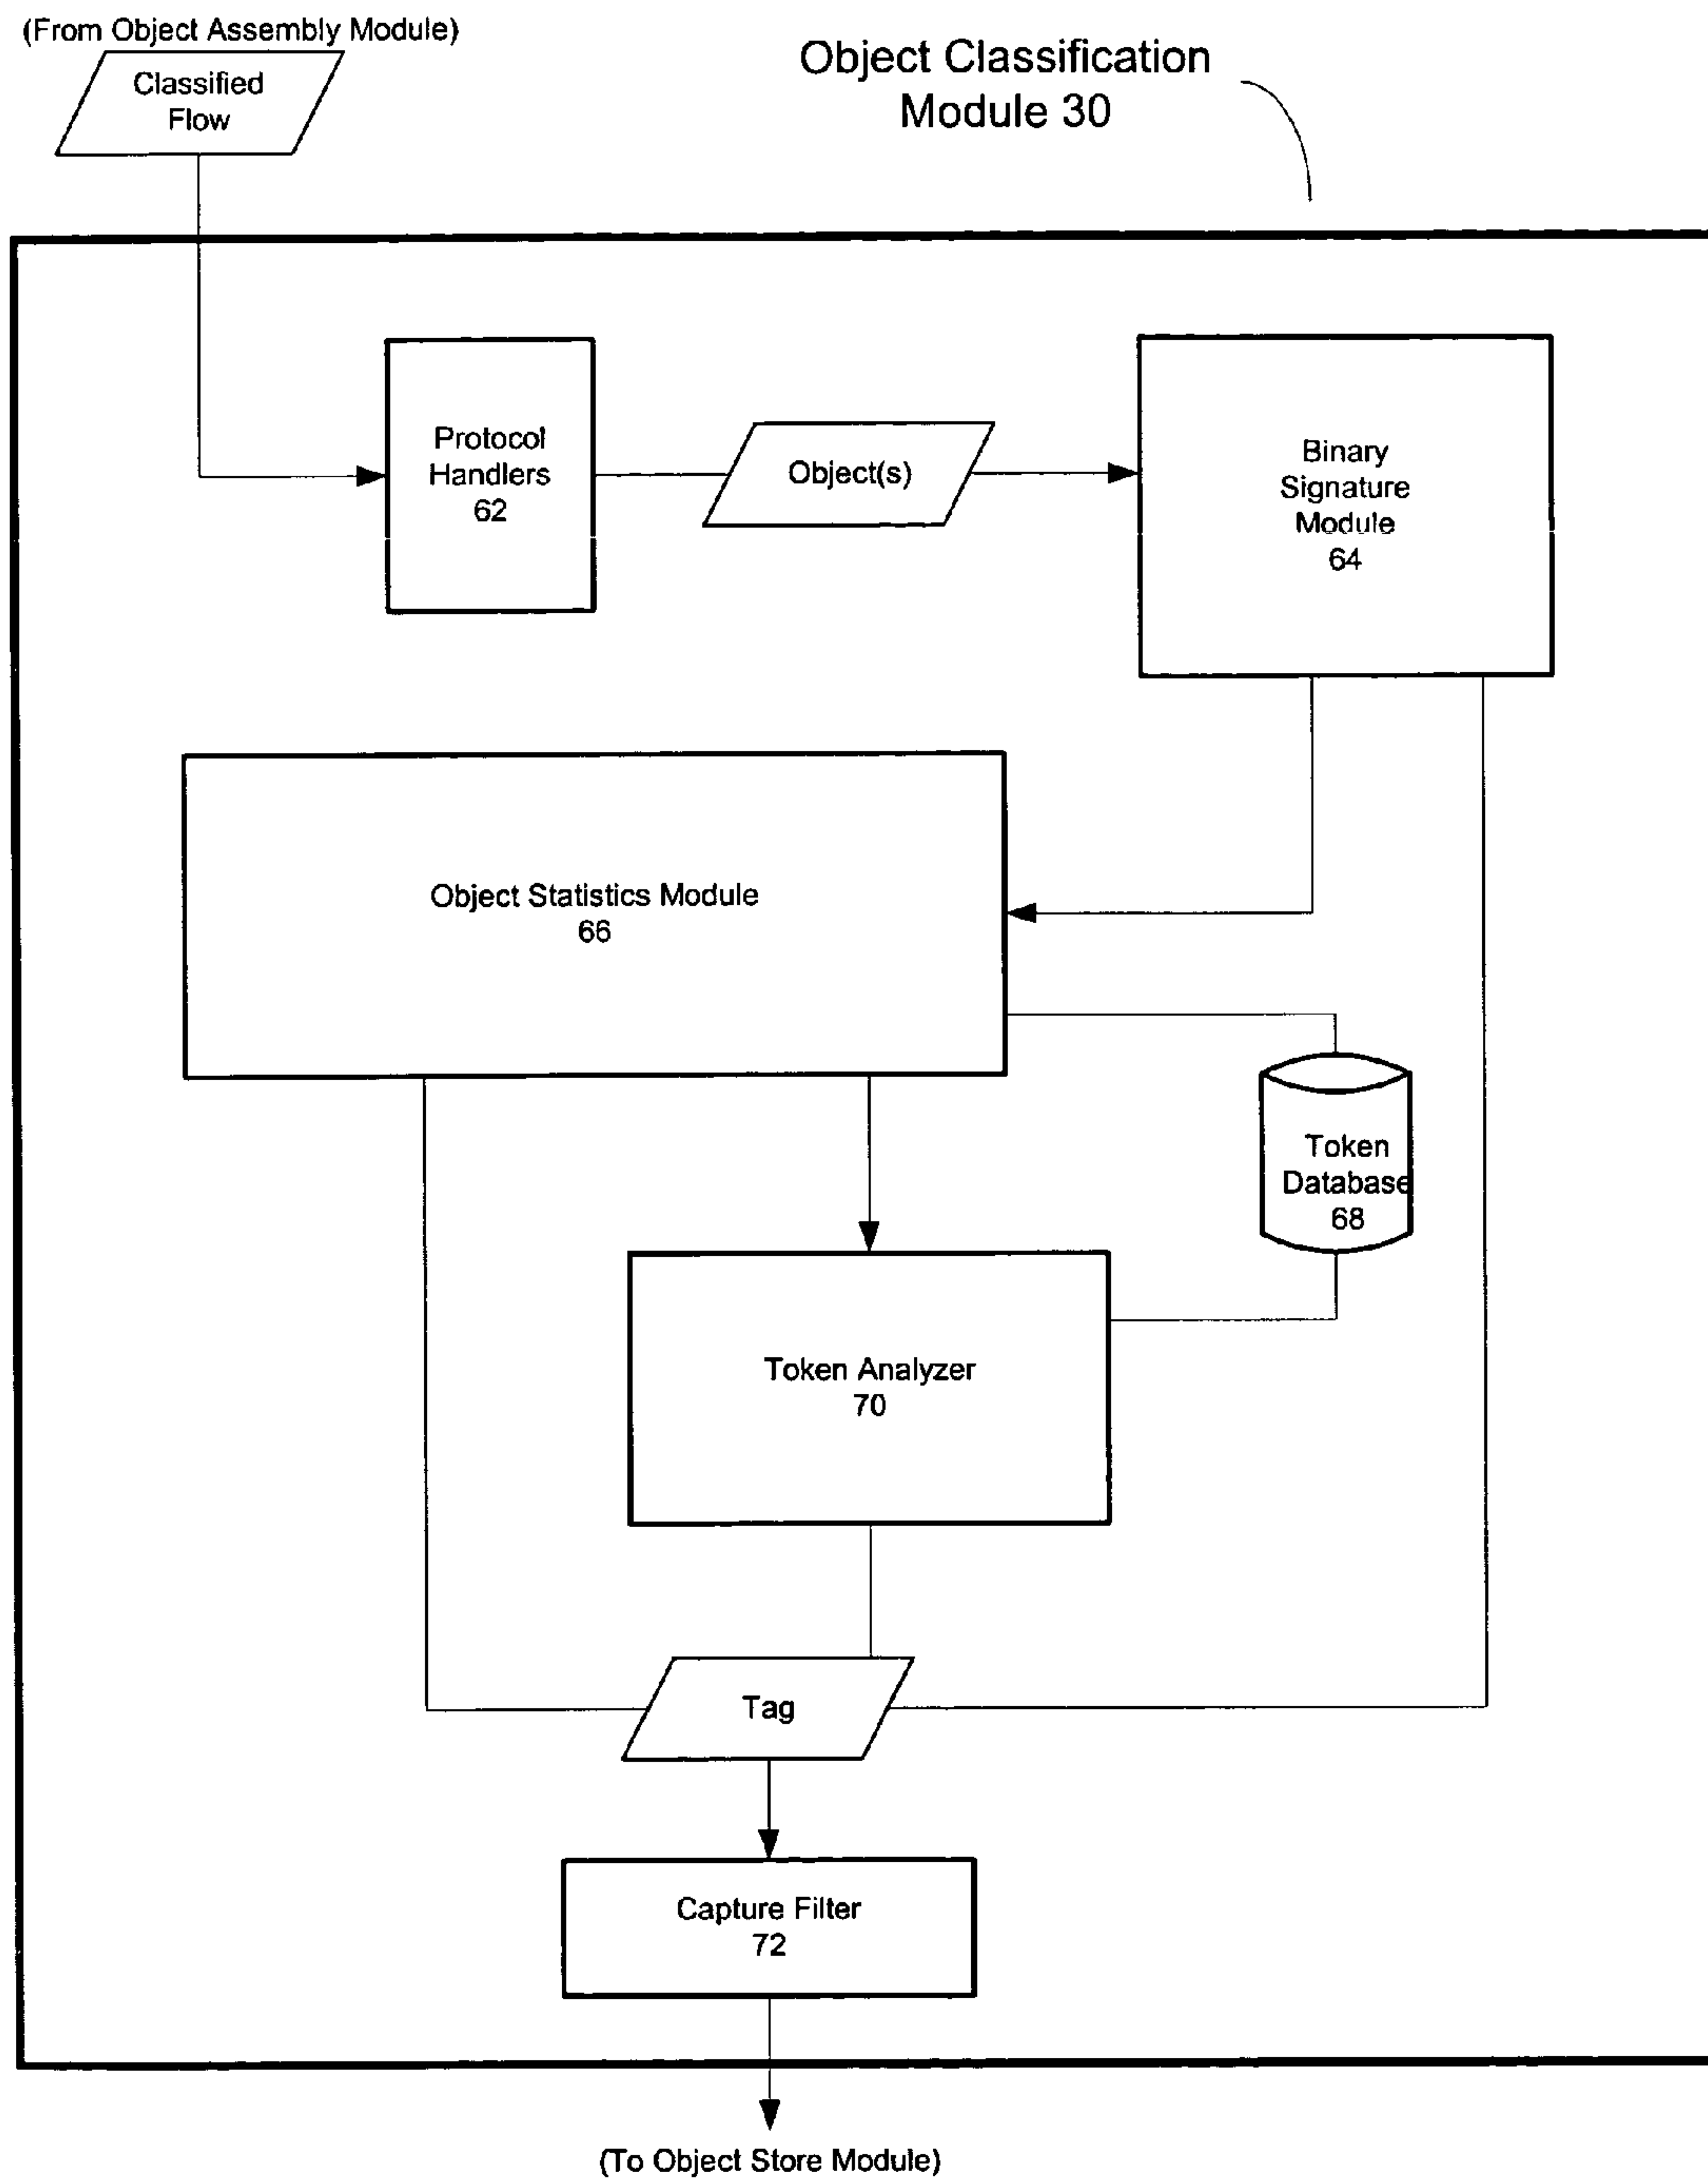 (From Object Assembly Module)
Classified
Flow
Object Classification
Module 30
Protocol
Handlers
62
Object(s)
Binary
Signature
Module
64
Object Statistics Module
66
Token
Database
68
Token Analyzer
70
Tag
Capture Filter
72
(To Object Store Module)